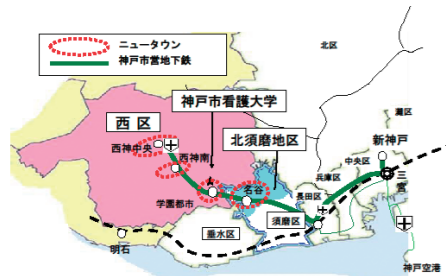 ニュータウン
神戸市営地下鉄
北区
神戸市看護大学
灘区
西区
北須磨地区
新神戸
西神中央
中央区
西神南
兵庫区
三宮
名谷
長田区
学園都市
須磨区
垂水区
明石
神戸空港